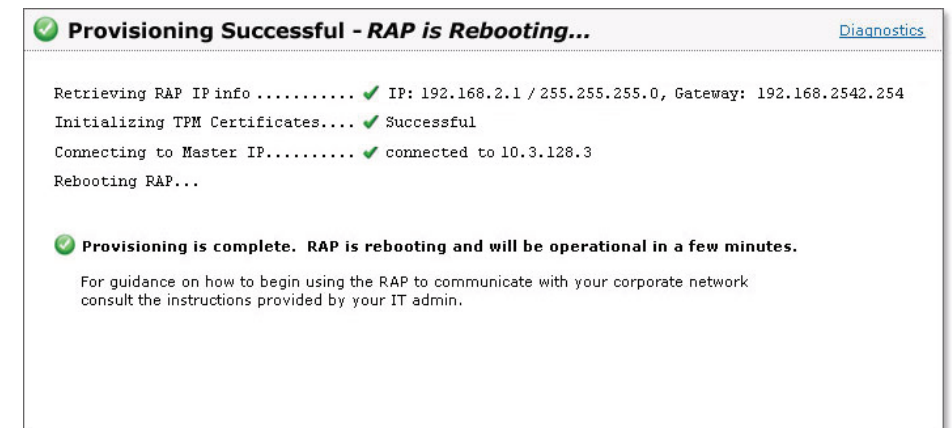 Provisioning Successful - RAP is Rebooting...
Diagnostics
Retrieving RAP IP info ........... IP: 192.168.2.1 / 255.255.255.0, Gateway: 192.168.2542.254
Initializing TPM Certificates.... Successful
Connecting to Master IP.......... connected to 10.3.128.3
Rebooting RAP...
Provisioning is complete. RAP is rebooting and will be operational in a few minutes.
For guidance on how to begin using the RAP to communicate with your corporate network
consult the instructions provided by your IT admin.